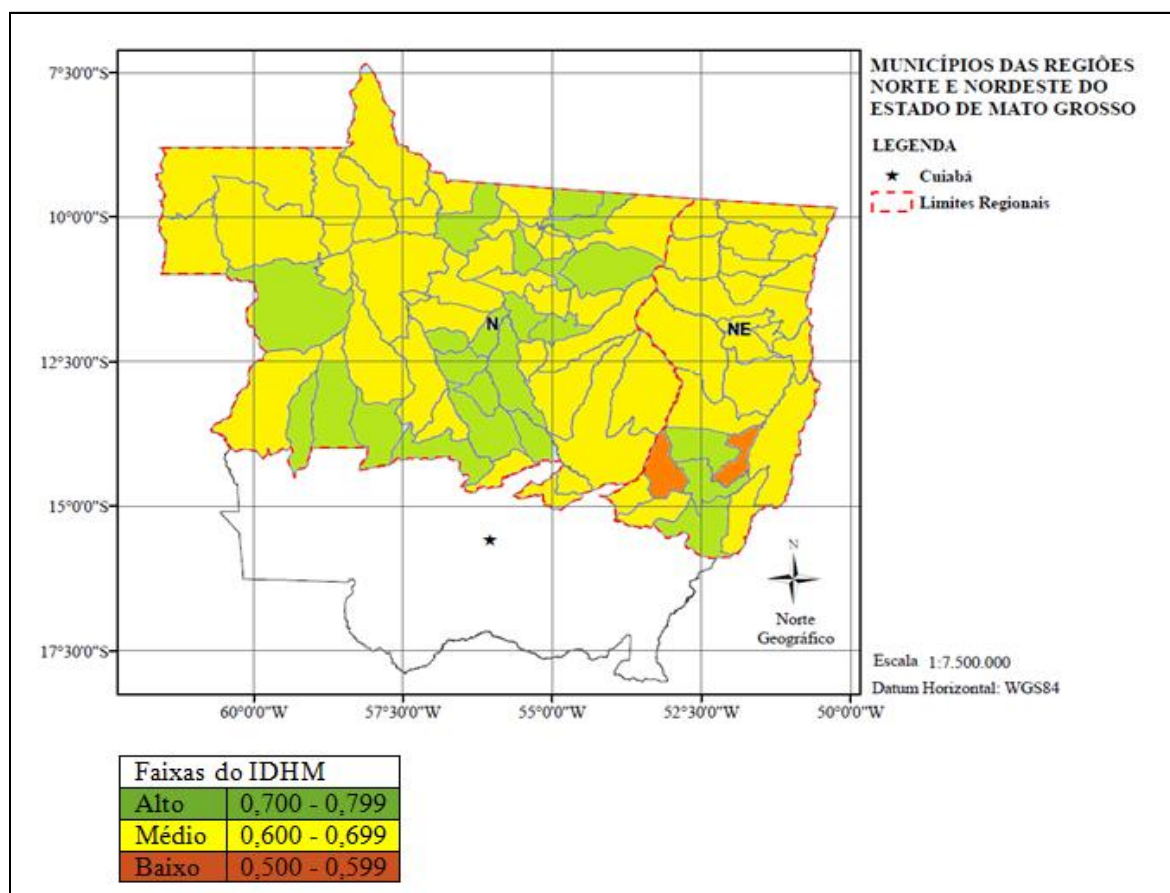 MUNICÍPIOS DAS REGIÕES
NORTE E NORDESTE DO
ESTADO DE MATO GROSSO
LEGENDA
Cuiabá
Limites Regionais
7°30'0"S
10°0'0"S
12°30'0"S
15°0'0"S
17°30'0"S
N
NE
N
Norte
Geográfico
Escala 1:7.500.000
Datum Horizontal: WGS84
60°0'0"W
57°30'0"W
55°0'0"W
52°30'0"W
50°0'0"W
Faixas do IDHM
Alto 0,700 - 0,799
Médio 0,600 - 0,699
Baixo 0,500 - 0,599